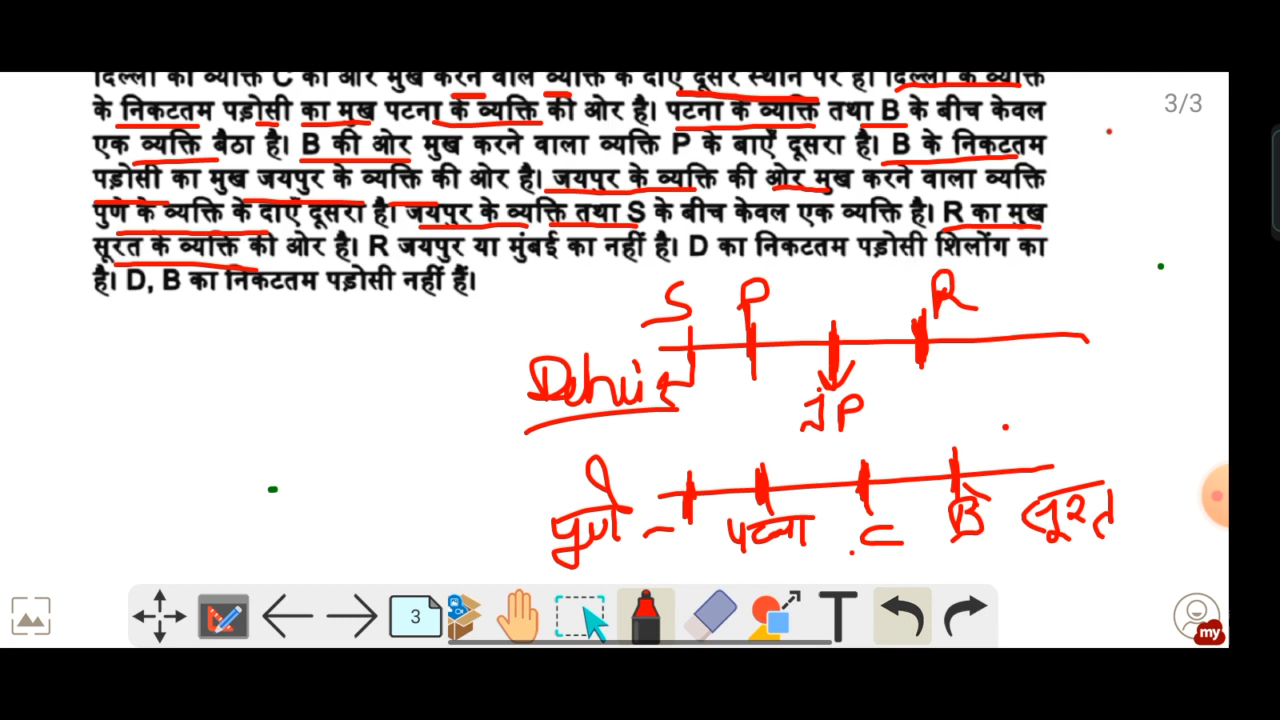 दिल्ली का व्यक्ति C की ओर मुख करने वाले व्यक्ति के दाएँ दूसरे स्थान पर है। दिल्ली के व्यक्ति
के निकटतम पड़ोसी का मुख पटना के व्यक्ति की ओर है। पटना के व्यक्ति तथा B के बीच केवल
एक व्यक्ति बैठा है। B की ओर मुख करने वाला व्यक्ति P के बाएँ दूसरा है। B के निकटतम
पड़ोसी का मुख जयपुर के व्यक्ति की ओर है। जयपुर के व्यक्ति की ओर मुख करने वाला व्यक्ति
पुणे के व्यक्ति के दाएँ दूसरा है। जयपुर के व्यक्ति तथा S के बीच केवल एक व्यक्ति है। R का मुख
सूरत के व्यक्ति की ओर है। R जयपुर या मुंबई का नहीं है। D का निकटतम पड़ोसी शिलोंग का
है। D, B का निकटतम पड़ोसी नहीं हैं।
3/3
S P R
JP
पुणे पटना C B सूरत
3
my